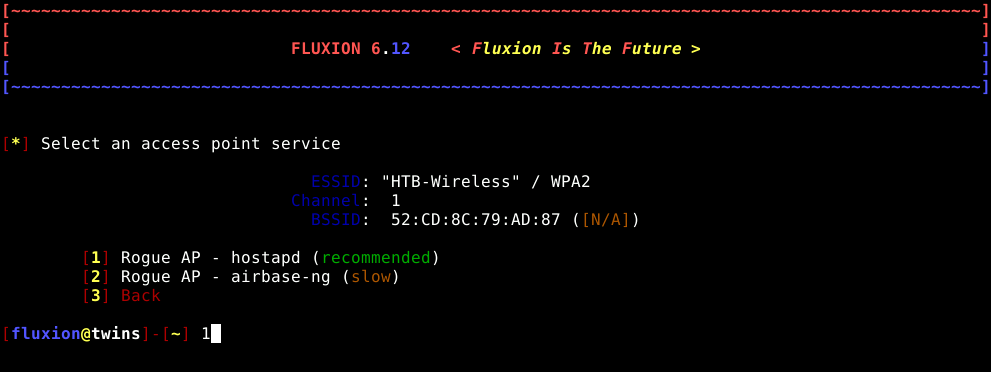 [~~~~~~~~~~~~~~~~~~~~~~~~~~~~~~~~~~~~~~~~~~~~~~~~~~~~~~~~~~~~~~~~~~~~~~~~~~~~~~~~~~~~~~~~~~~~~~~~~]
[ ]
[ FLUXION 6.12 < Fluxion Is The Future > ]
[ ]
[~~~~~~~~~~~~~~~~~~~~~~~~~~~~~~~~~~~~~~~~~~~~~~~~~~~~~~~~~~~~~~~~~~~~~~~~~~~~~~~~~~~~~~~~~~~~~~~~~]
[*] Select an access point service
ESSID: "HTB-Wireless" / WPA2
Channel: 1
BSSID: 52:CD:8C:79:AD:87 ([N/A])
[1] Rogue AP - hostapd (recommended)
[2] Rogue AP - airbase-ng (slow)
[3] Back
[fluxion@twins]-[~] 1